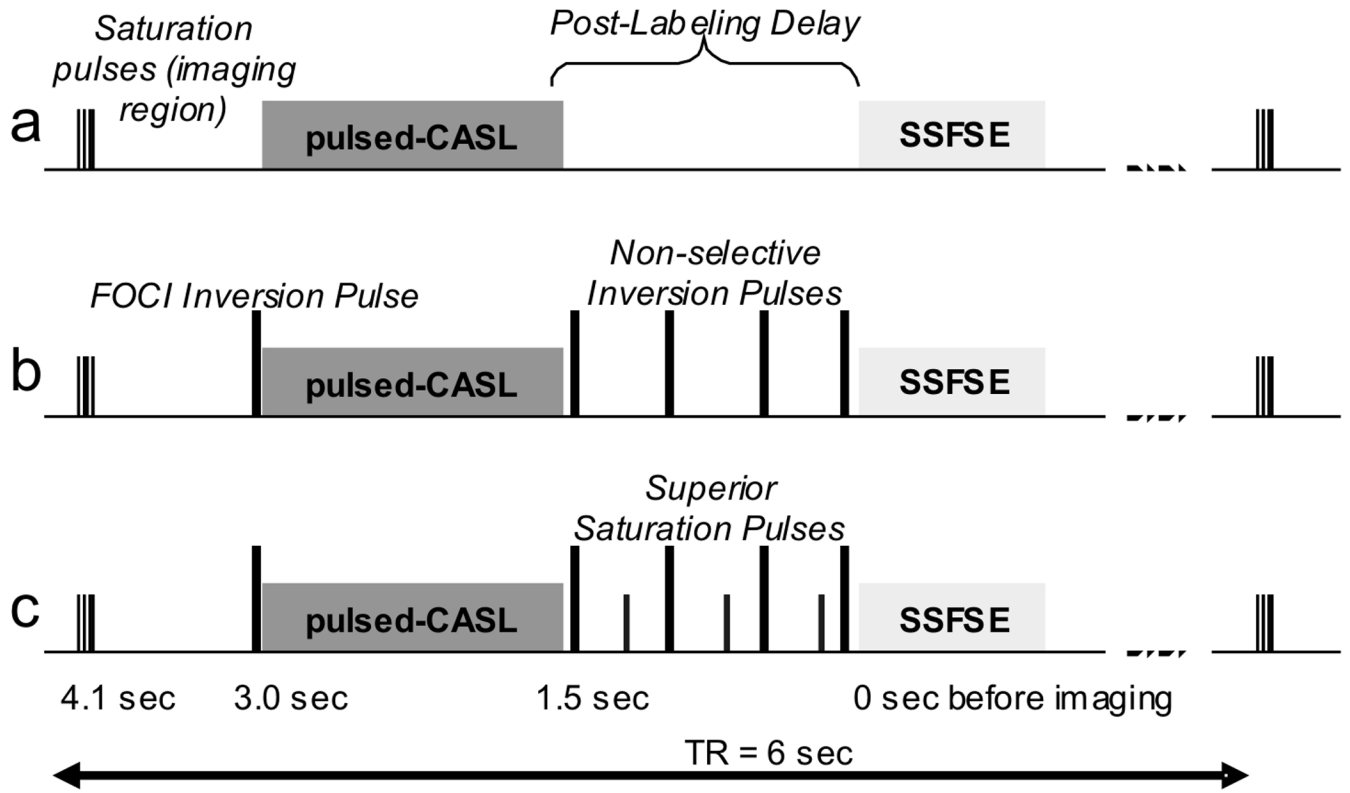 Saturation
pulses (imaging
region)
Post-Labeling Delay
a
pulsed-CASL
SSFSE
FOCI Inversion Pulse
Non-selective
Inversion Pulses
b
pulsed-CASL
SSFSE
Superior
Saturation Pulses
c
pulsed-CASL
SSFSE
4.1 sec 3.0 sec 1.5 sec 0 sec before imaging
TR = 6 sec